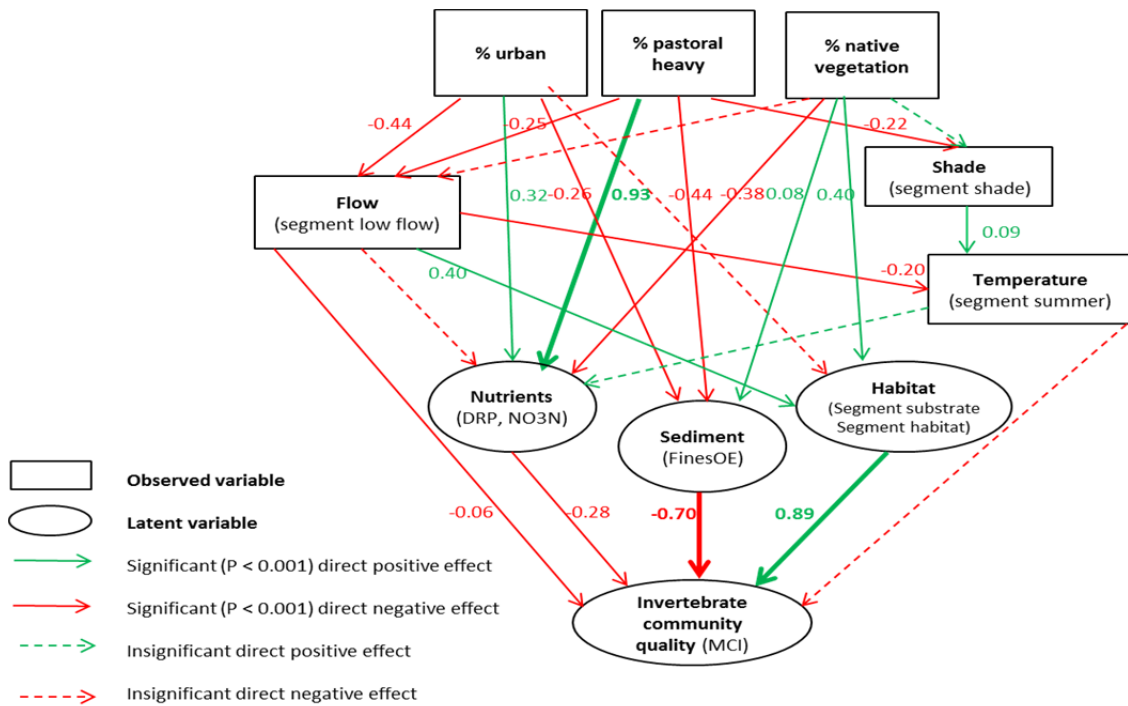 % urban
% pastoral
heavy
% native
vegetation
-0.44
-0.25
-0.22
Shade
(segment shade)
Flow
(segment low flow)
0.32
-0.26
0.93
-0.44
-0.38
0.08
0.40
0.09
0.40
-0.20
Temperature
(segment summer)
Nutrients
(DRP, NO3N)
Sediment
(FinesOE)
Habitat
(Segment substrate
Segment habitat)
Observed variable
Latent variable
-0.06
-0.28
-0.70
0.89
Significant (P < 0.001) direct positive effect
Significant (P < 0.001) direct negative effect
Insignificant direct positive effect
Insignificant direct negative effect
Invertebrate
community
quality (MCI)